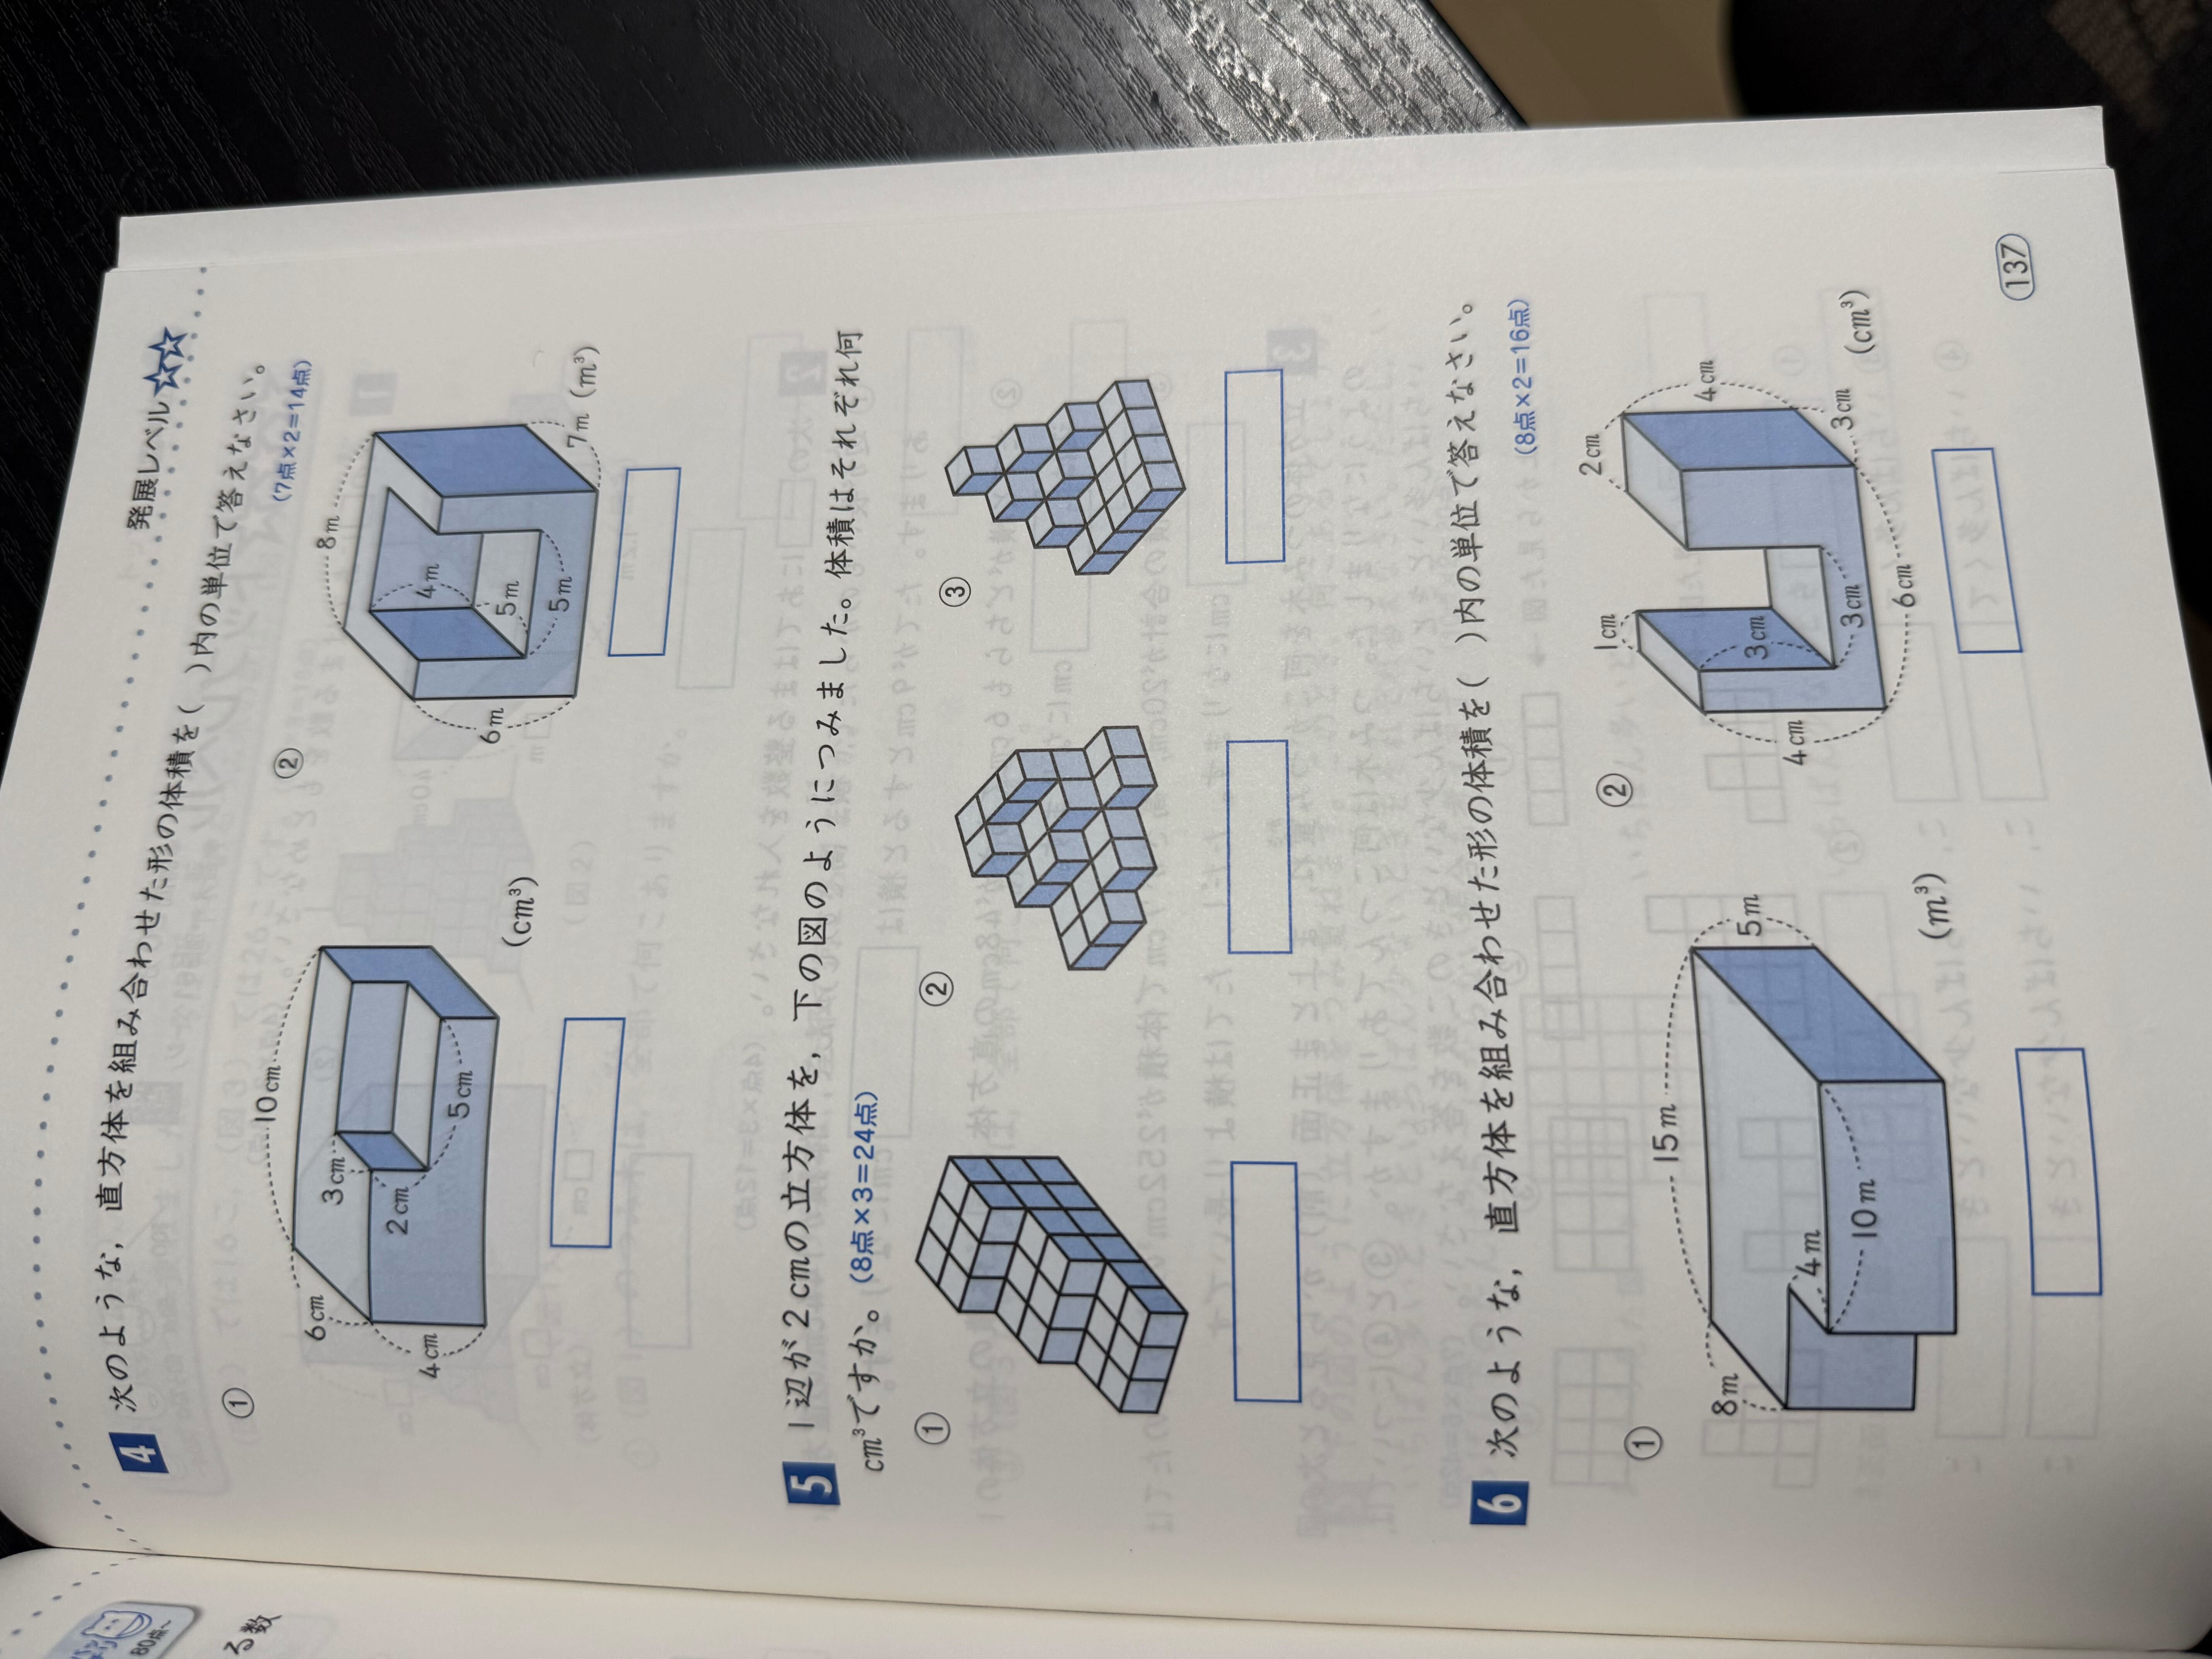 発展レベル☆☆
4 次のような，直方体を組み合わせた形の体積を（　）内の単位で答えなさい。
（7点×2＝14点）
①
10cm
6cm
3cm
2cm
4cm
5cm
（cm³）
②
8m
4m
5m
6m
5m
7m
（m³）
5 1辺が2cmの立方体を，下の図のようにつみました。体積はそれぞれ何
cm³ですか。（8点×3＝24点）
①
②
③
6 次のような，直方体を組み合わせた形の体積を（　）内の単位で答えなさい。
（8点×2＝16点）
①
15m
8m
4m
5m
10m
（m³）
②
1cm
2cm
4cm
3cm
4cm
3cm
3cm
6cm
（cm³）
137
80点へ
る数